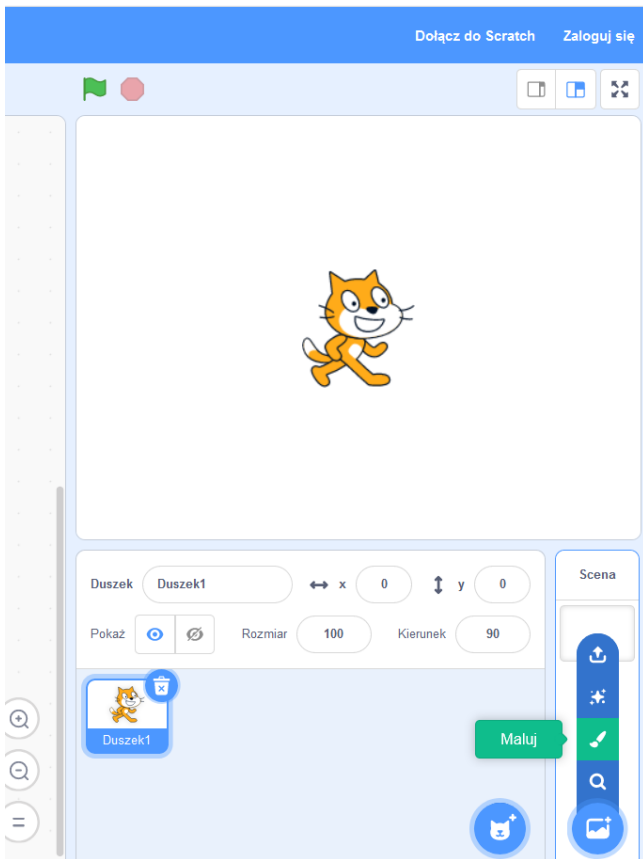 Dołącz do Scratch Zaloguj się
Duszek Duszek1 x 0 y 0
Scena
Pokaż Rozmiar 100 Kierunek 90
Duszek1
Maluj